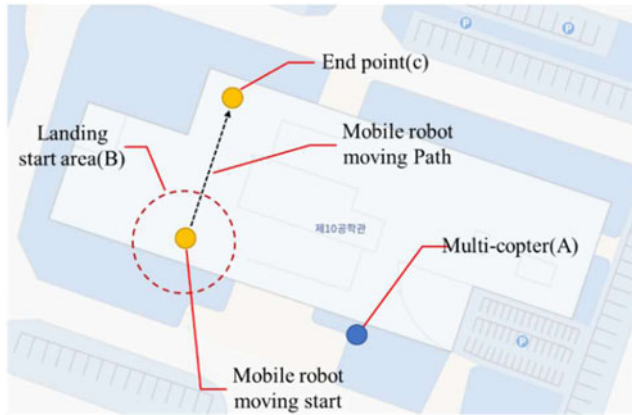 P
P
End point(c)
Landing
start area(B)
Mobile robot
moving Path
제10공학관
Multi-copter(A)
P
Mobile robot
moving start